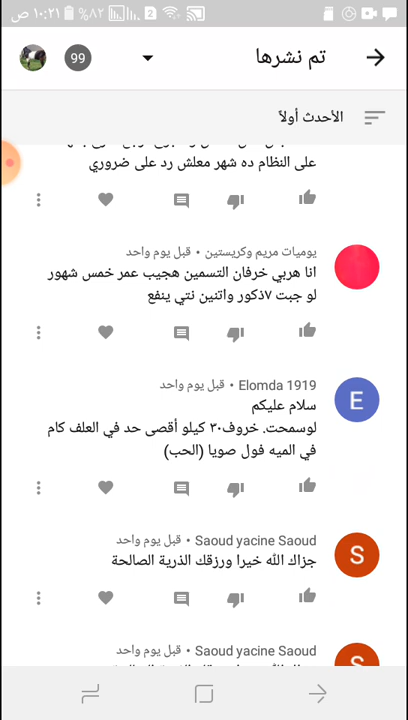 ١٠:٢١ ص
٨٢٪
2
تم نشرها
99
الأحدث أولاً
على النظام ده شهر معلش رد على ضروري
يوميات مريم وكريستين • قبل يوم واحد
انا هربي خرفان التسمين هجيب عمر خمس شهور
لو جبت ٧ذكور واتنين نتي ينفع
Elomda 1919 • قبل يوم واحد
E
سلام عليكم
لوسمحت. خروف٣٠ كيلو أقصى حد في العلف كام
في الميه فول صويا (الحب)
Saoud yacine Saoud • قبل يوم واحد
S
جزاك الله خيرا ورزقك الذرية الصالحة
Saoud yacine Saoud • قبل يوم واحد
S